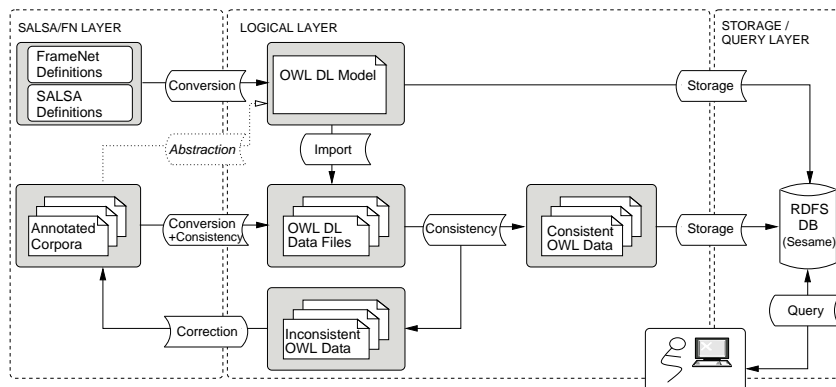 SALSA/FN LAYER
LOGICAL LAYER
STORAGE /
QUERY LAYER
FrameNet
Definitions
SALSA
Definitions
Conversion
OWL DL Model
Storage
Abstraction
Import
Annotated
Corpora
Conversion
+Consistency
OWL DL
Data Files
Consistency
Consistent
OWL Data
Storage
RDFS
DB
(Sesame)
Correction
Inconsistent
OWL Data
Query